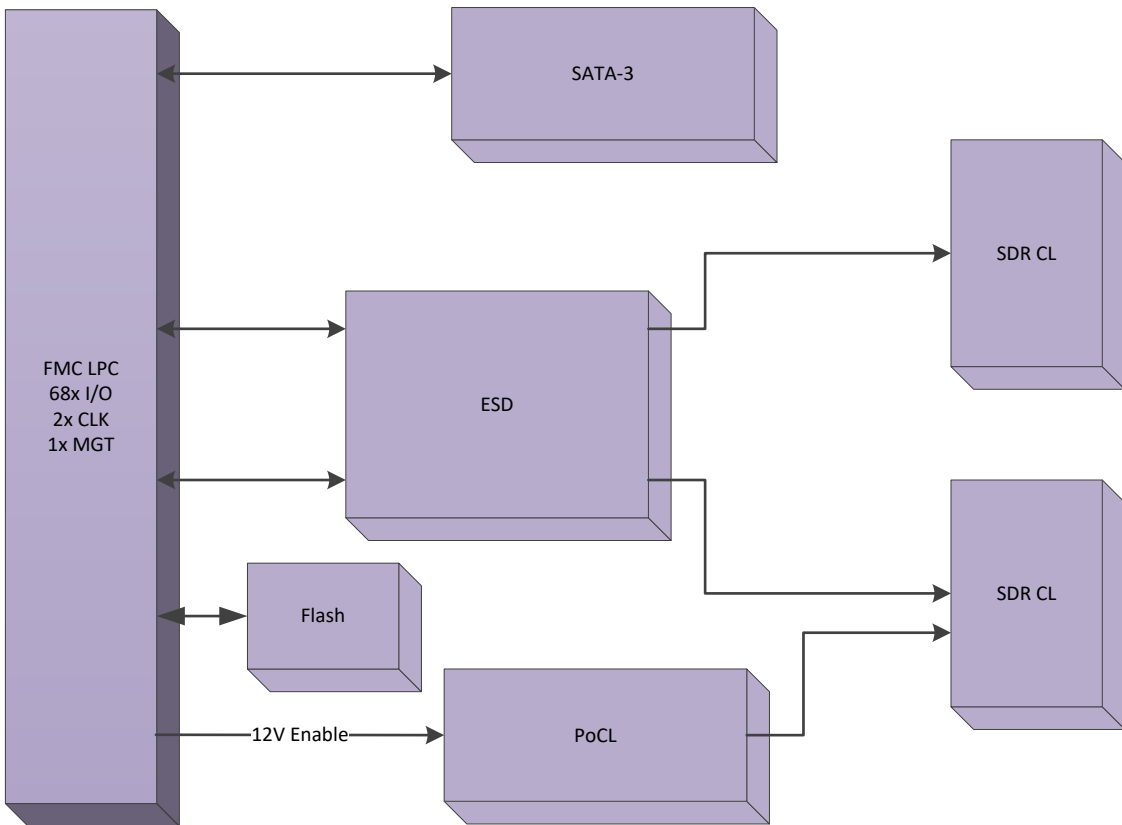 SATA-3
SDR CL
FMC LPC
68x I/O
2x CLK
1x MGT
ESD
SDR CL
Flash
12V Enable
PoCL